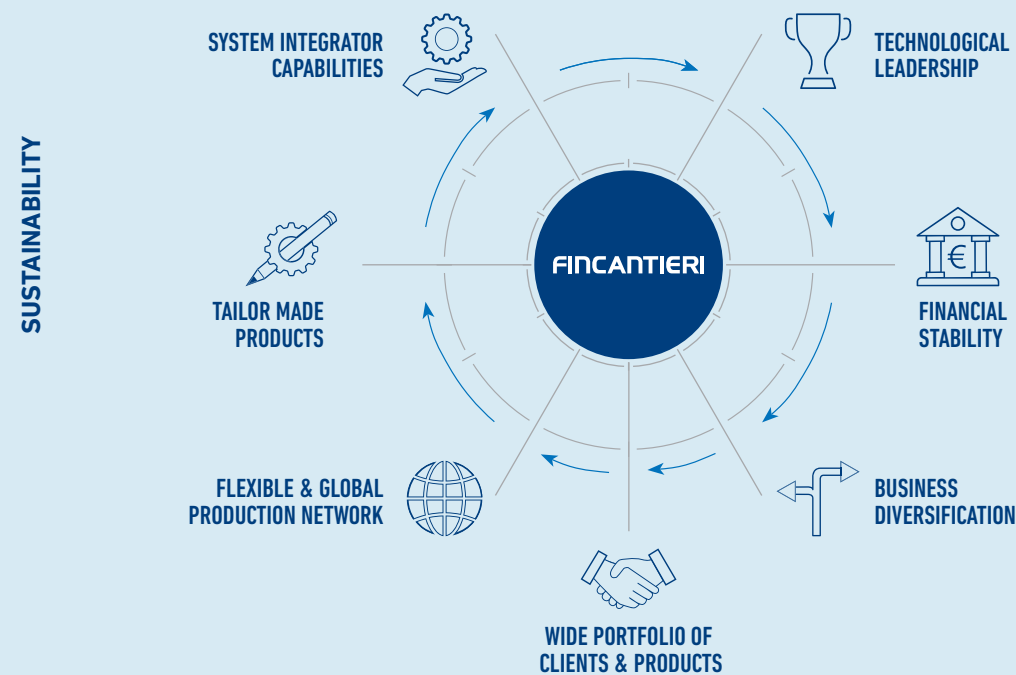 SUSTAINABILITY
SYSTEM INTEGRATOR
CAPABILITIES
TECHNOLOGICAL
LEADERSHIP
FINCANTIERI
€
TAILOR MADE
PRODUCTS
FINANCIAL
STABILITY
FLEXIBLE & GLOBAL
PRODUCTION NETWORK
BUSINESS
DIVERSIFICATION
WIDE PORTFOLIO OF
CLIENTS & PRODUCTS